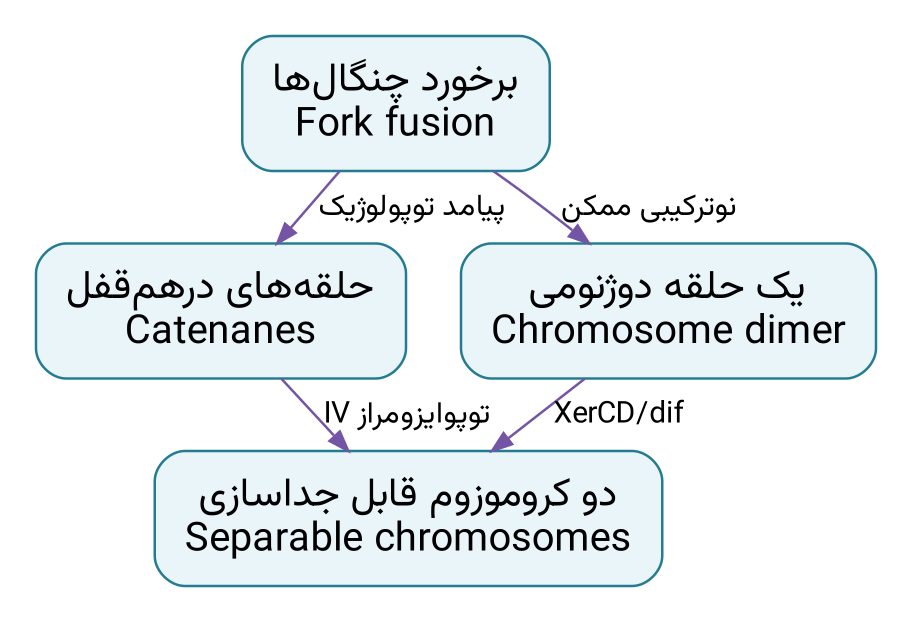 برخورد چنگال‌ها
Fork fusion
پیامد توپولوژیک
نوترکیبی ممکن
حلقه‌های درهم‌قفل
Catenanes
یک حلقه دوژنومی
Chromosome dimer
توپوایزومراز IV
XerCD/dif
دو کروموزوم قابل جداسازی
Separable chromosomes